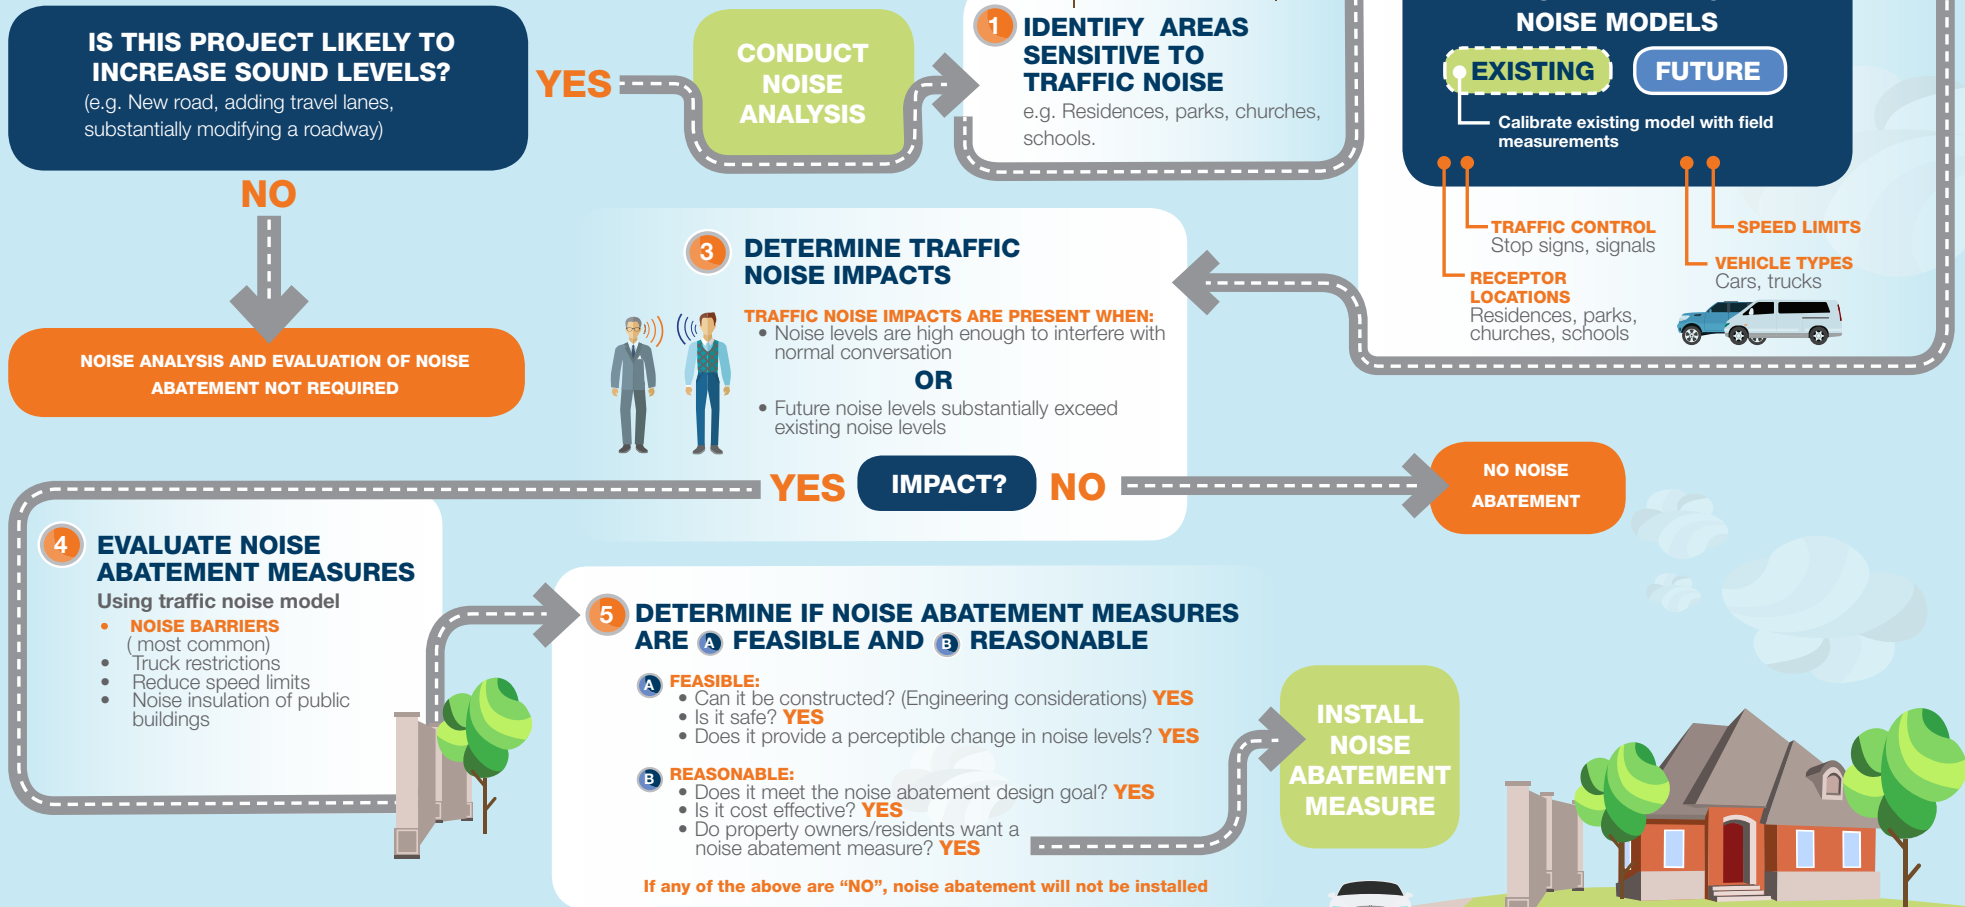 IS THIS PROJECT LIKELY TO
INCREASE SOUND LEVELS?
(e.g. New road, adding travel lanes,
substantially modifying a roadway)
YES
NO
NOISE ANALYSIS AND EVALUATION OF NOISE
ABATEMENT NOT REQUIRED
CONDUCT
NOISE
ANALYSIS
1
IDENTIFY AREAS
SENSITIVE TO
TRAFFIC NOISE
e.g. Residences, parks, churches,
schools.
NOISE MODELS
EXISTING
FUTURE
Calibrate existing model with field
measurements
TRAFFIC CONTROL
Stop signs, signals
RECEPTOR
LOCATIONS
Residences, parks,
churches, schools
SPEED LIMITS
VEHICLE TYPES
Cars, trucks
3
DETERMINE TRAFFIC
NOISE IMPACTS
TRAFFIC NOISE IMPACTS ARE PRESENT WHEN:
• Noise levels are high enough to interfere with
normal conversation
OR
• Future noise levels substantially exceed
existing noise levels
YES
IMPACT?
NO
NO NOISE
ABATEMENT
4
EVALUATE NOISE
ABATEMENT MEASURES
Using traffic noise model
• NOISE BARRIERS
( most common)
• Truck restrictions
• Reduce speed limits
• Noise insulation of public
buildings
5
DETERMINE IF NOISE ABATEMENT MEASURES
ARE A FEASIBLE AND B REASONABLE
A FEASIBLE:
• Can it be constructed? (Engineering considerations) YES
• Is it safe? YES
• Does it provide a perceptible change in noise levels? YES
B REASONABLE:
• Does it meet the noise abatement design goal? YES
• Is it cost effective? YES
• Do property owners/residents want a
noise abatement measure? YES
If any of the above are “NO”, noise abatement will not be installed
INSTALL
NOISE
ABATEMENT
MEASURE